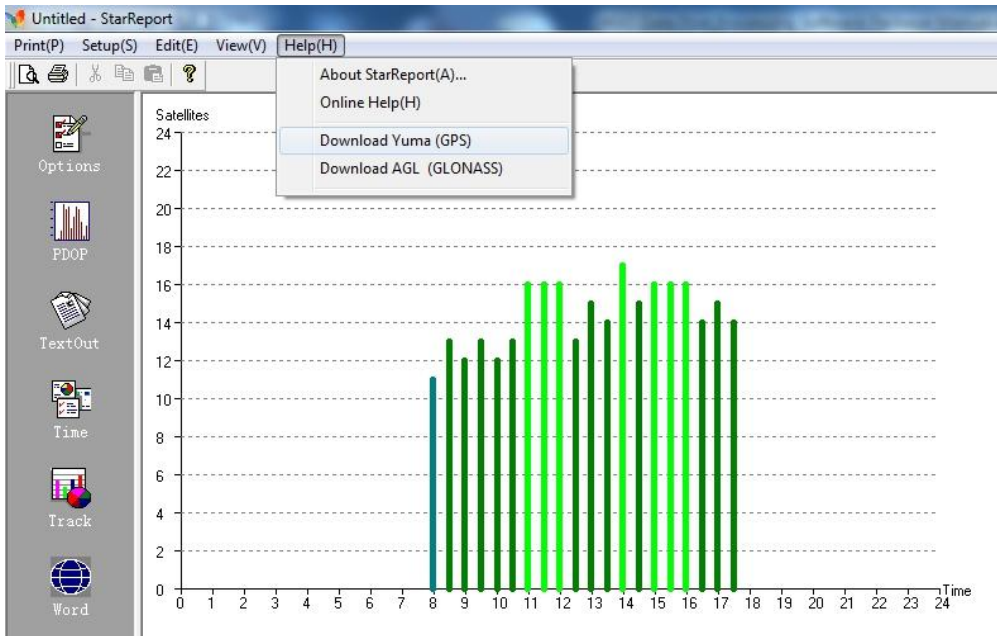 Untitled - StarReport
Print(P) Setup(S) Edit(E) View(V) Help(H)
About StarReport(A)...
Online Help(H)
Download Yuma (GPS)
Download AGL (GLONASS)
Options
PDOP
TextOut
Time
Track
Word
Satellites
24
22
20
18
16
14
12
10
8
6
4
2
0
0 1 2 3 4 5 6 7 8 9 10 11 12 13 14 15 16 17 18 19 20 21 22 23 24
Time